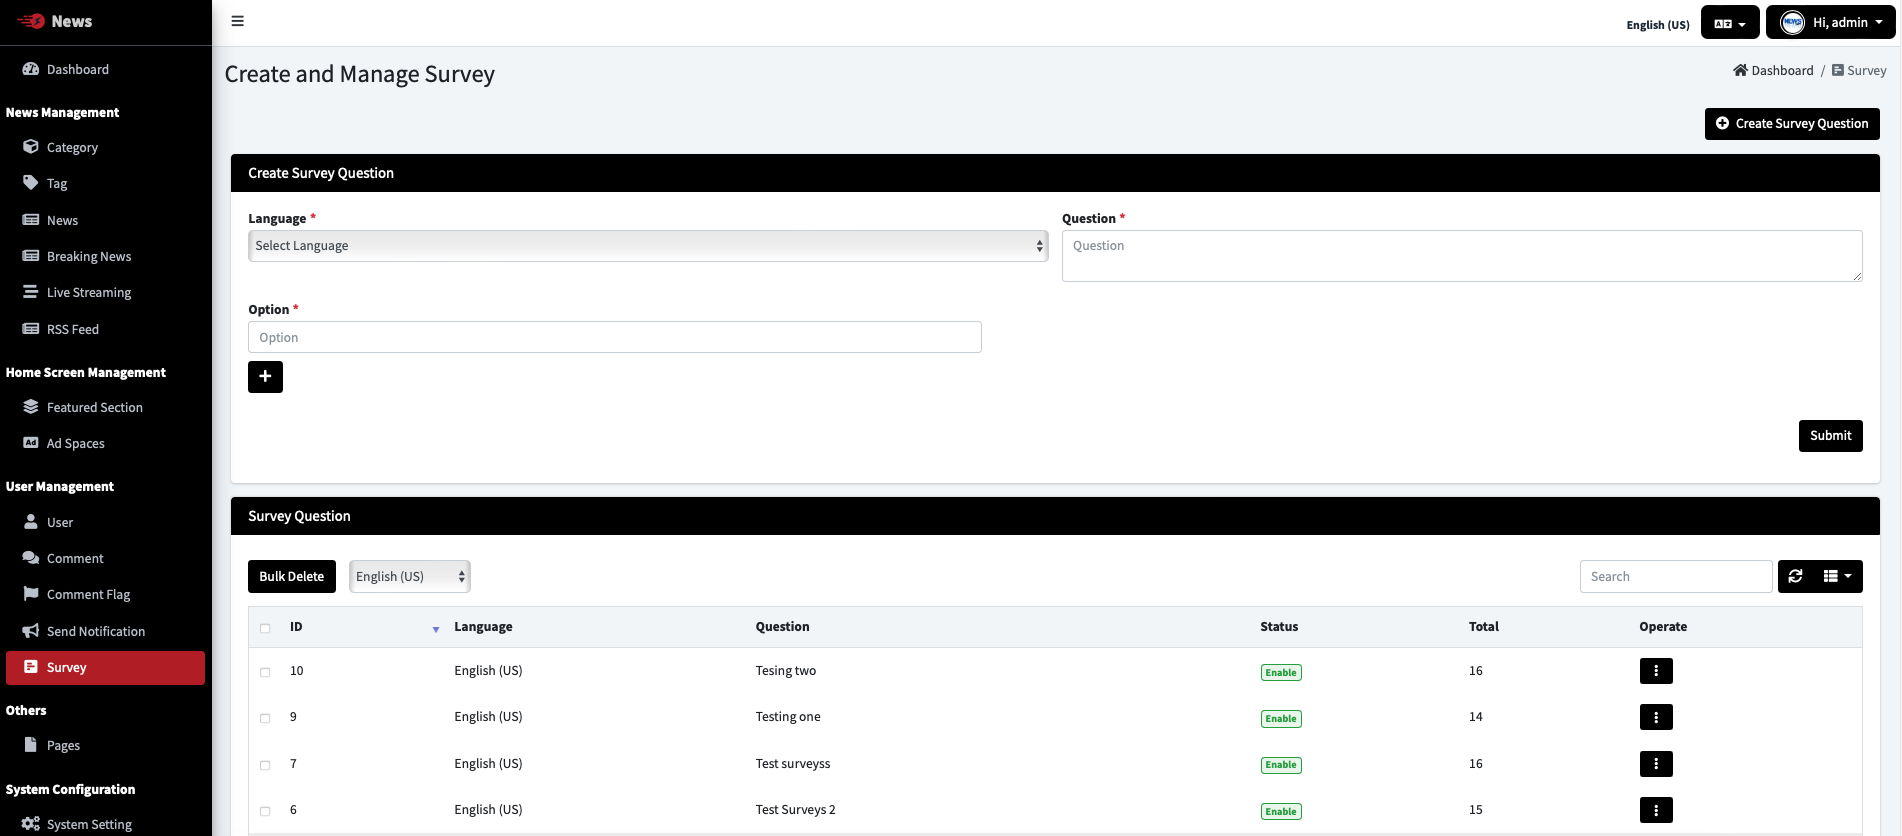 News
English (US)
Hi, admin
Dashboard
News Management
Category
Tag
News
Breaking News
Live Streaming
RSS Feed
Home Screen Management
Featured Section
Ad
Ad Spaces
User Management
User
Comment
Comment Flag
Send Notification
Survey
Others
Pages
System Configuration
System Setting
Create and Manage Survey
Dashboard / Survey
Create Survey Question
Create Survey Question
Language *
Select Language
Question *
Question
Option *
Option
Submit
Survey Question
Bulk Delete
English (US)
Search
ID Language Question Status Total Operate
10 English (US) Tesing two Enable 16
9 English (US) Testing one Enable 14
7 English (US) Test surveyss Enable 16
6 English (US) Test Surveys 2 Enable 15